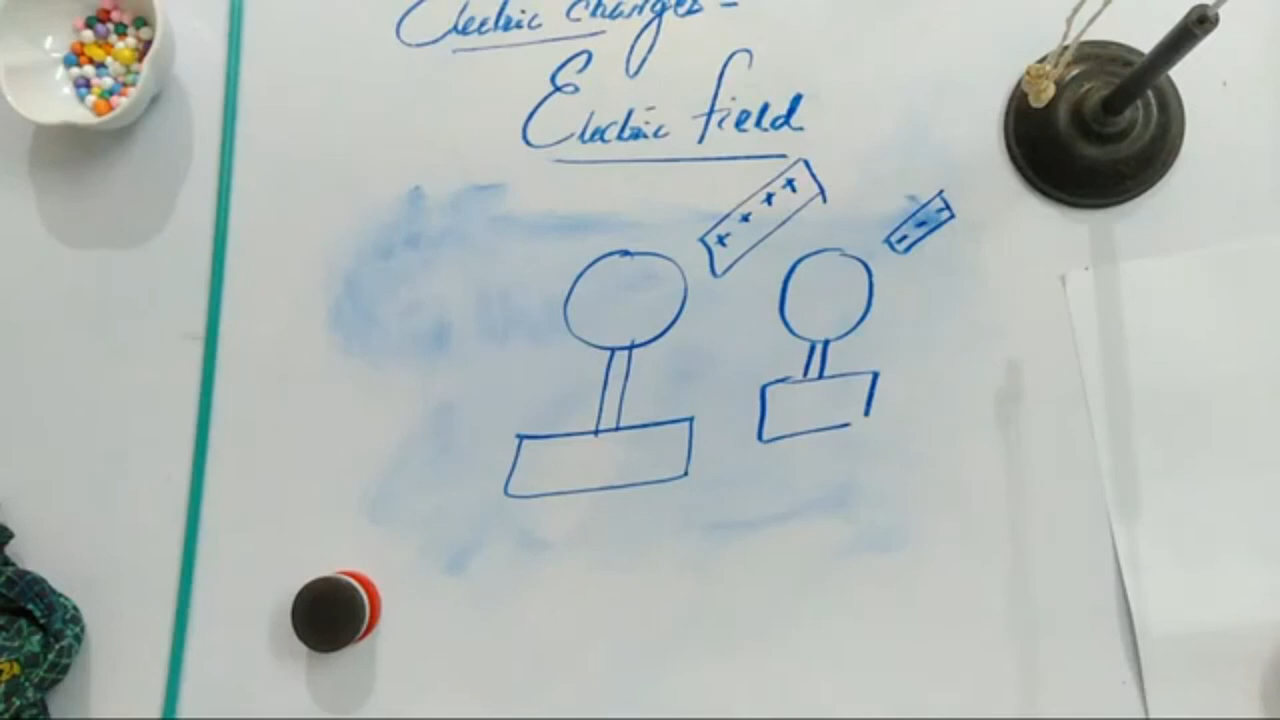 Electric Charges -
Electric field
+ + + +
- - -